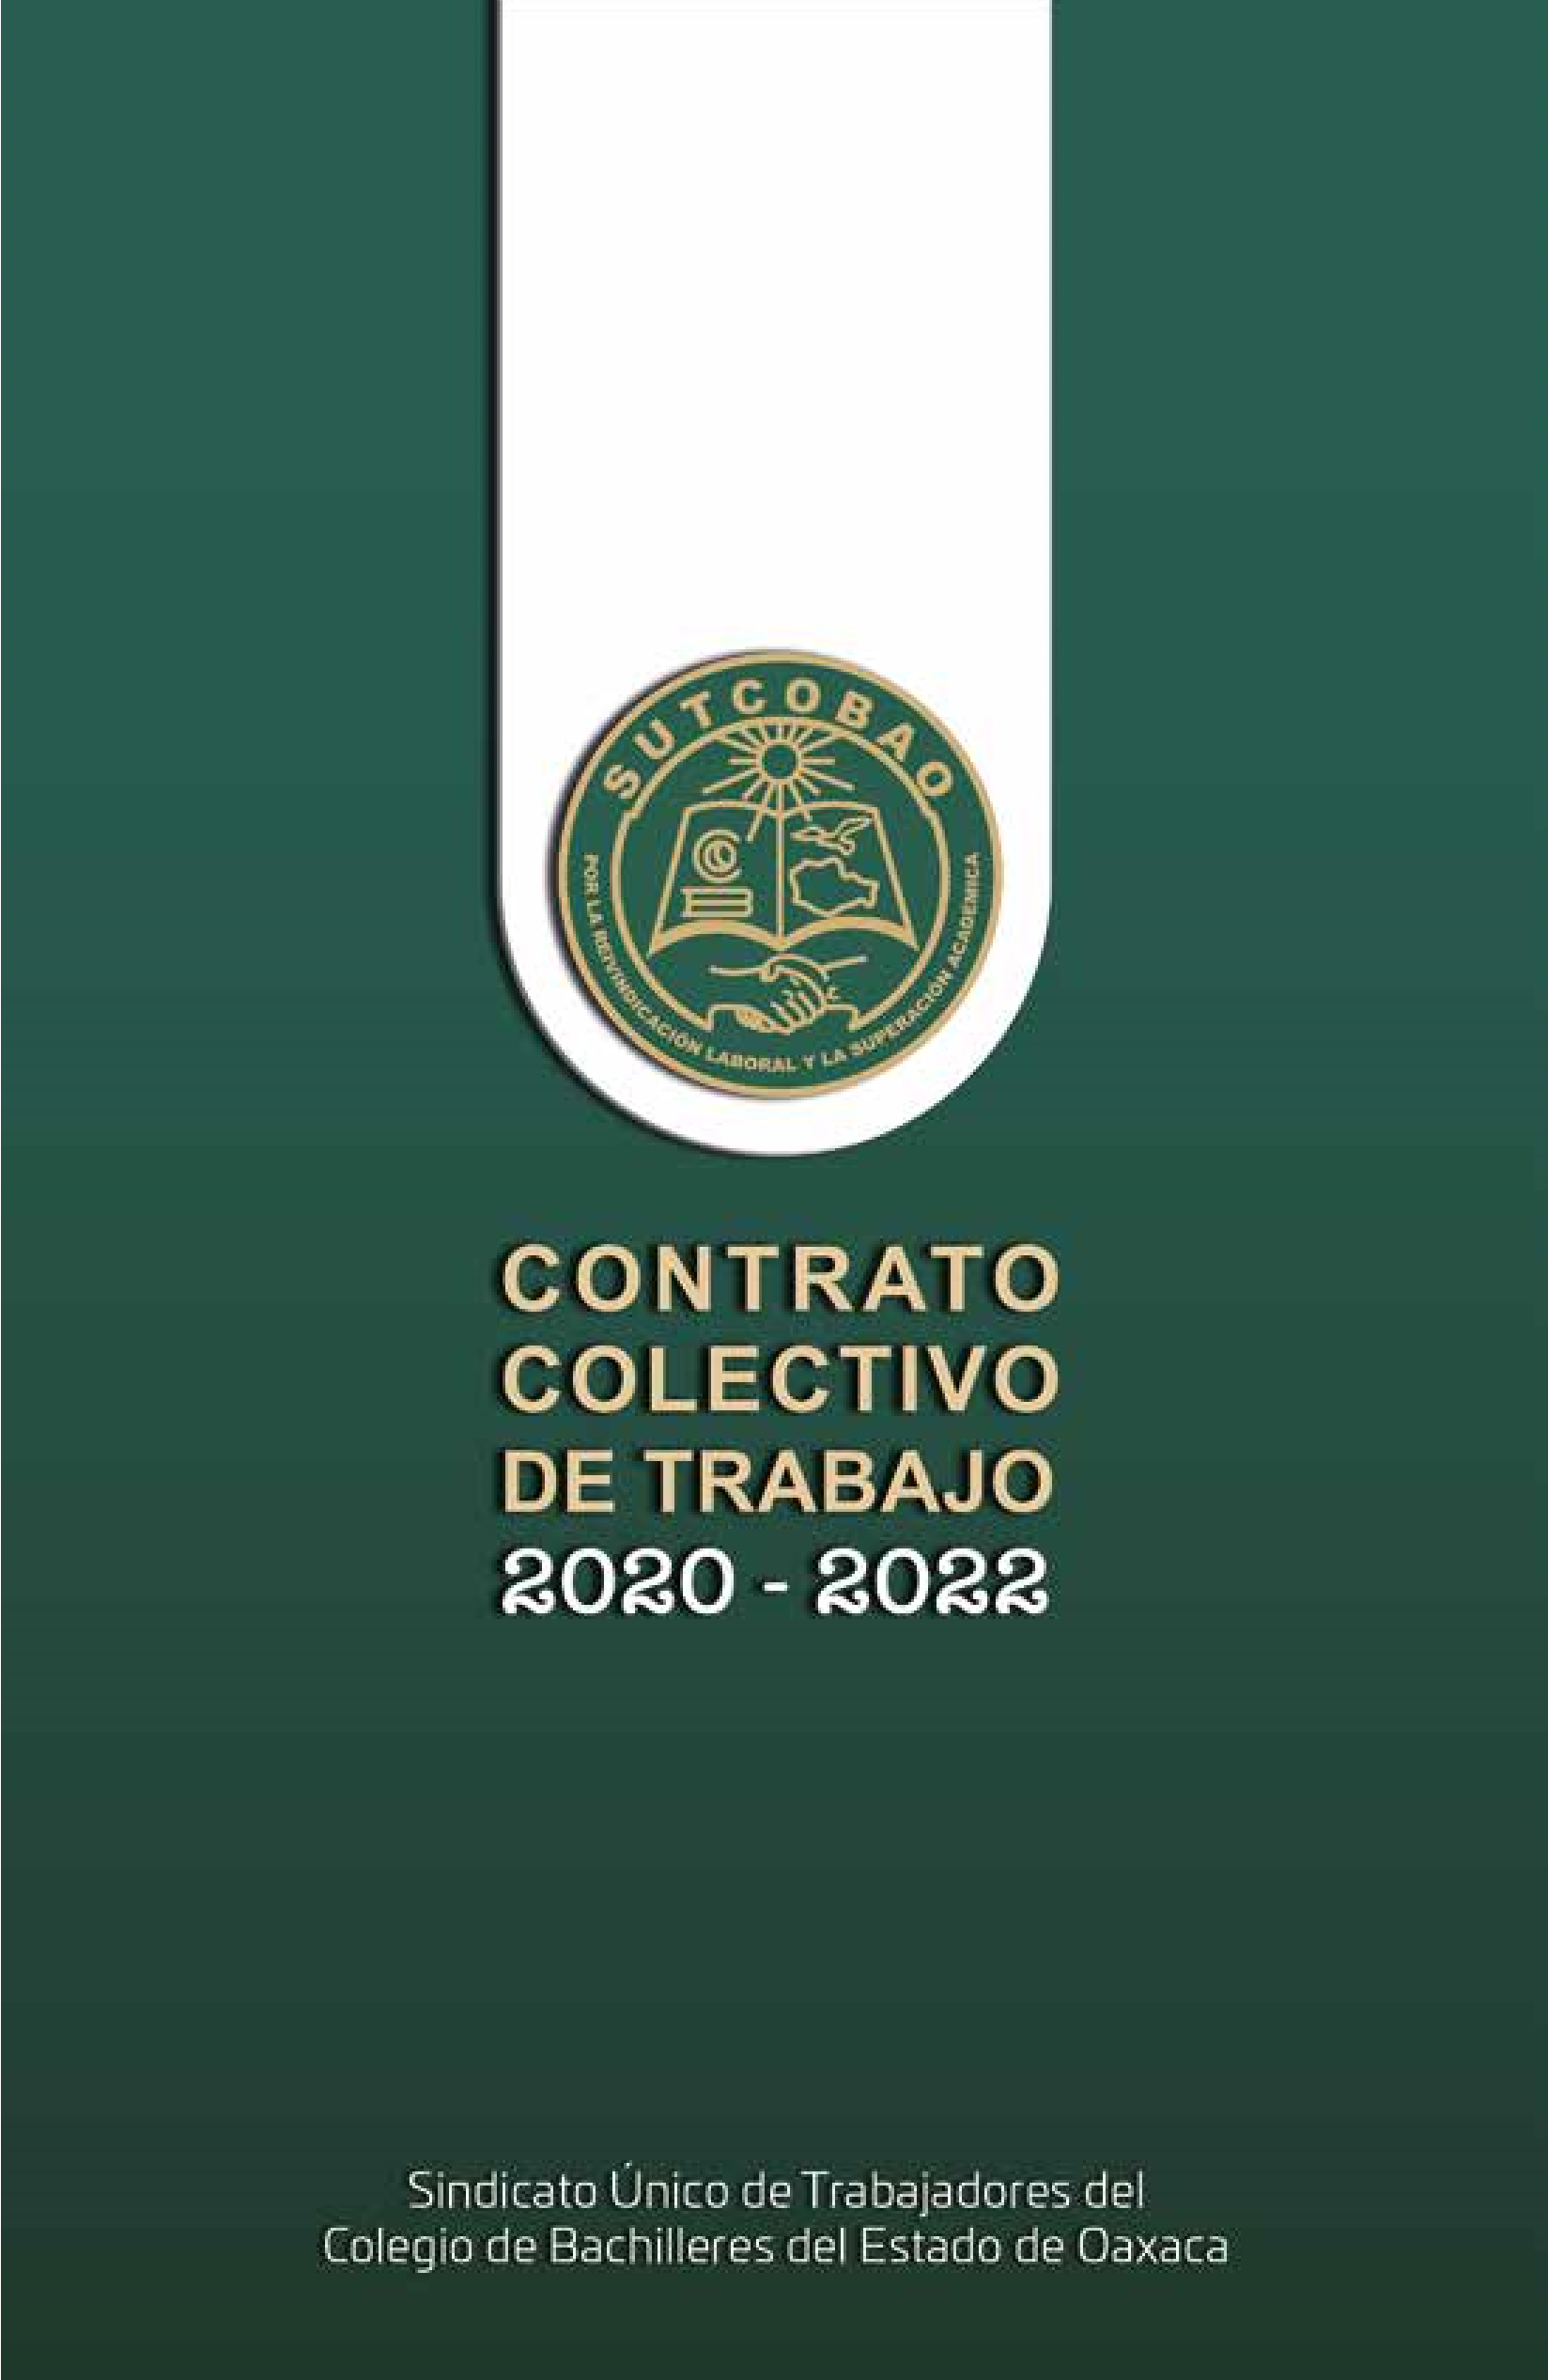 SUTCOBAO
POR LA REIVINDICACIÓN LABORAL Y LA SUPERACIÓN ACADEMICA
CONTRATO
COLECTIVO
DE TRABAJO
2020 - 2022
Sindicato Único de Trabajadores del
Colegio de Bachilleres del Estado de Oaxaca